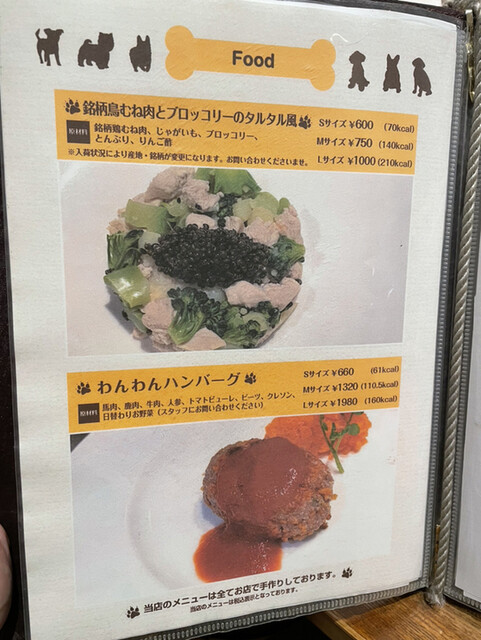 Food
銘柄鳥むね肉とブロッコリーのタルタル風
Sサイズ ¥600 (70kcal)
原材料 銘柄鶏むね肉、じゃがいも、ブロッコリー、
Mサイズ ¥750 (140kcal)
とんぶり、りんご酢
※入荷状況により産地・銘柄が変更になります。お問い合わせくださいませ。
Lサイズ ¥1000 (210kcal)
わんわんハンバーグ
Sサイズ ¥660 (61kcal)
Mサイズ ¥1320 (110.5kcal)
原材料 馬肉、鹿肉、牛肉、人参、トマトピューレ、ビーツ、クレソン、
Lサイズ ¥1980 (160kcal)
日替わりお野菜(スタッフにお問い合わせください)
当店のメニューは全てお店で手作りしております。
当店のメニューは税込表示となっております。